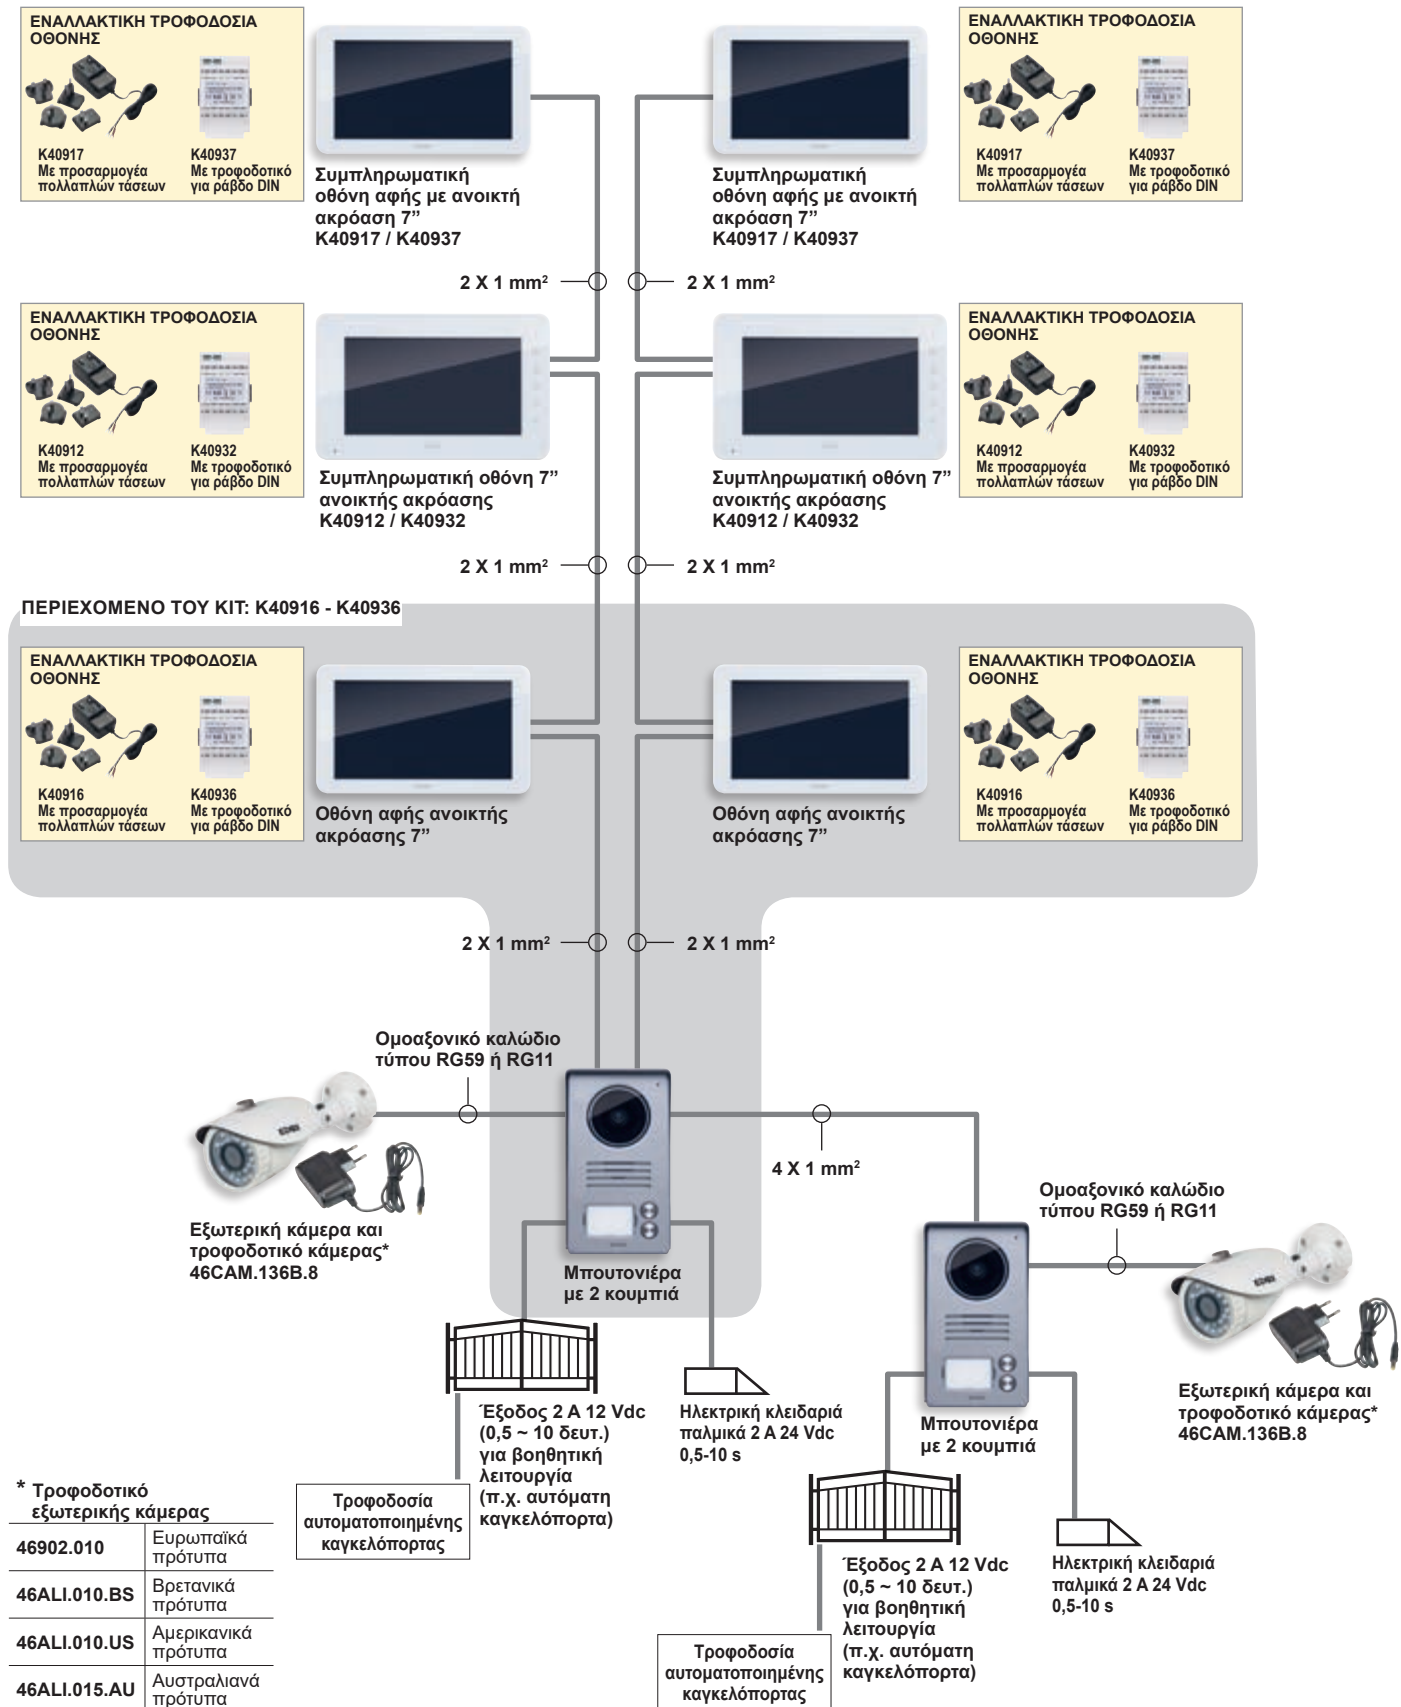 ΕΝΑΛΛΑΚΤΙΚΗ ΤΡΟΦΟΔΟΣΙΑ
ΟΘΟΝΗΣ
K40917
Με προσαρμογέα
πολλαπλών τάσεων
K40937
Με τροφοδοτικό
για ράβδο DIN
Συμπληρωματική
οθόνη αφής με ανοικτή
ακρόαση 7”
K40917 / K40937
Συμπληρωματική
οθόνη αφής με ανοικτή
ακρόαση 7”
K40917 / K40937
ΕΝΑΛΛΑΚΤΙΚΗ ΤΡΟΦΟΔΟΣΙΑ
ΟΘΟΝΗΣ
K40917
Με προσαρμογέα
πολλαπλών τάσεων
K40937
Με τροφοδοτικό
για ράβδο DIN
2 X 1 mm²
2 X 1 mm²
ΕΝΑΛΛΑΚΤΙΚΗ ΤΡΟΦΟΔΟΣΙΑ
ΟΘΟΝΗΣ
K40912
Με προσαρμογέα
πολλαπλών τάσεων
K40932
Με τροφοδοτικό
για ράβδο DIN
Συμπληρωματική οθόνη 7”
ανοικτής ακρόασης
K40912 / K40932
Συμπληρωματική οθόνη 7”
ανοικτής ακρόασης
K40912 / K40932
ΕΝΑΛΛΑΚΤΙΚΗ ΤΡΟΦΟΔΟΣΙΑ
ΟΘΟΝΗΣ
K40912
Με προσαρμογέα
πολλαπλών τάσεων
K40932
Με τροφοδοτικό
για ράβδο DIN
2 X 1 mm²
2 X 1 mm²
ΠΕΡΙΕΧΟΜΕΝΟ ΤΟΥ KIT: K40916 - K40936
ΕΝΑΛΛΑΚΤΙΚΗ ΤΡΟΦΟΔΟΣΙΑ
ΟΘΟΝΗΣ
K40916
Με προσαρμογέα
πολλαπλών τάσεων
K40936
Με τροφοδοτικό
για ράβδο DIN
Οθόνη αφής ανοικτής
ακρόασης 7”
Οθόνη αφής ανοικτής
ακρόασης 7”
ΕΝΑΛΛΑΚΤΙΚΗ ΤΡΟΦΟΔΟΣΙΑ
ΟΘΟΝΗΣ
K40916
Με προσαρμογέα
πολλαπλών τάσεων
K40936
Με τροφοδοτικό
για ράβδο DIN
2 X 1 mm²
2 X 1 mm²
Ομοαξονικό καλώδιο
τύπου RG59 ή RG11
4 X 1 mm²
Ομοαξονικό καλώδιο
τύπου RG59 ή RG11
Εξωτερική κάμερα και
τροφοδοτικό κάμερας*
46CAM.136B.8
Μπουτονιέρα
με 2 κουμπιά
Εξωτερική κάμερα και
τροφοδοτικό κάμερας*
46CAM.136B.8
Μπουτονιέρα
με 2 κουμπιά
Έξοδος 2 A 12 Vdc
(0,5 ~ 10 δευτ.)
για βοηθητική
λειτουργία
(π.χ. αυτόματη
καγκελόπορτα)
Ηλεκτρική κλειδαριά
παλμικά 2 A 24 Vdc
0,5-10 s
Τροφοδοσία
αυτοματοποιημένης
καγκελόπορτας
Έξοδος 2 A 12 Vdc
(0,5 ~ 10 δευτ.)
για βοηθητική
λειτουργία
(π.χ. αυτόματη
καγκελόπορτα)
Ηλεκτρική κλειδαριά
παλμικά 2 A 24 Vdc
0,5-10 s
Τροφοδοσία
αυτοματοποιημένης
καγκελόπορτας
* Τροφοδοτικό
εξωτερικής κάμερας
46902.010 Ευρωπαϊκά
πρότυπα
46ALI.010.BS Βρετανικά
πρότυπα
46ALI.010.US Αμερικανικά
πρότυπα
46ALI.015.AU Αυστραλιανά
πρότυπα